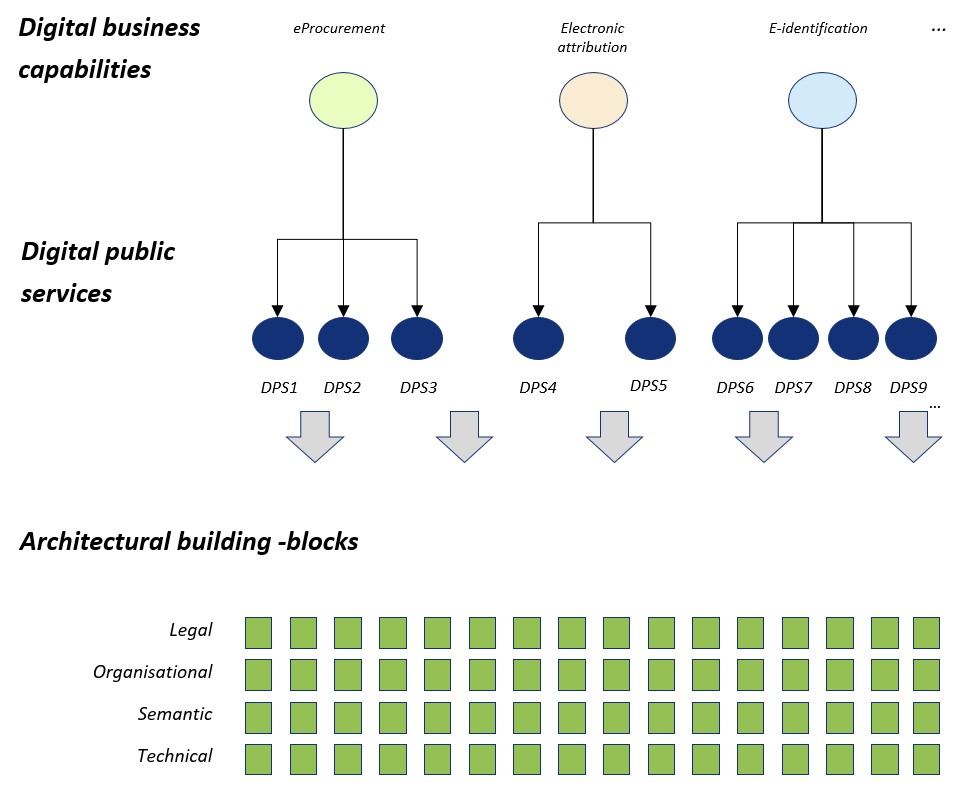 Digital business
capabilities
eProcurement
Electronic
attribution
E-identification
...
Digital public
services
DPS1
DPS2
DPS3
DPS4
DPS5
DPS6
DPS7
DPS8
DPS9
...
Architectural building -blocks
Legal
Organisational
Semantic
Technical